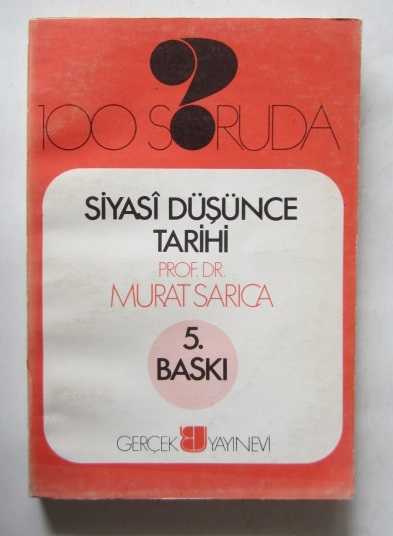 100 SORUDA
SİYASÎ DÜŞÜNCE
TARİHİ
PROF. DR.
MURAT SARICA
5.
BASKI
GERÇEK YAYINEVİ